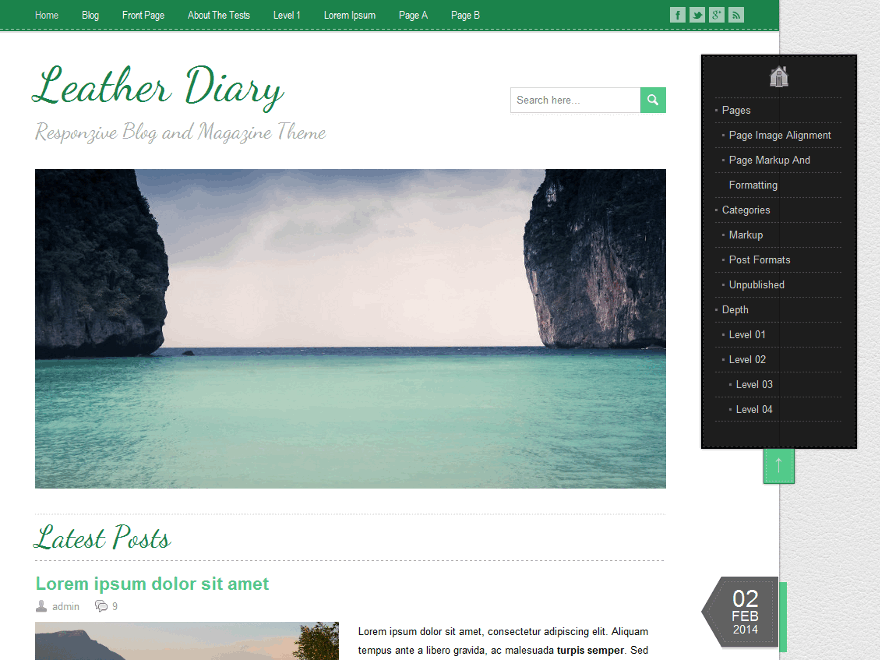 Home Blog Front Page About The Tests Level 1 Lorem Ipsum Page A Page B
Leather Diary
Responzive Blog and Magazine Theme
Search here...
Latest Posts
Lorem ipsum dolor sit amet
admin 9
Lorem ipsum dolor sit amet, consectetur adipiscing elit. Aliquam
tempus ante a libero gravida, ac malesuada turpis semper. Sed
Pages
Page Image Alignment
Page Markup And
Formatting
Categories
Markup
Post Formats
Unpublished
Depth
Level 01
Level 02
Level 03
Level 04
02
FEB
2014